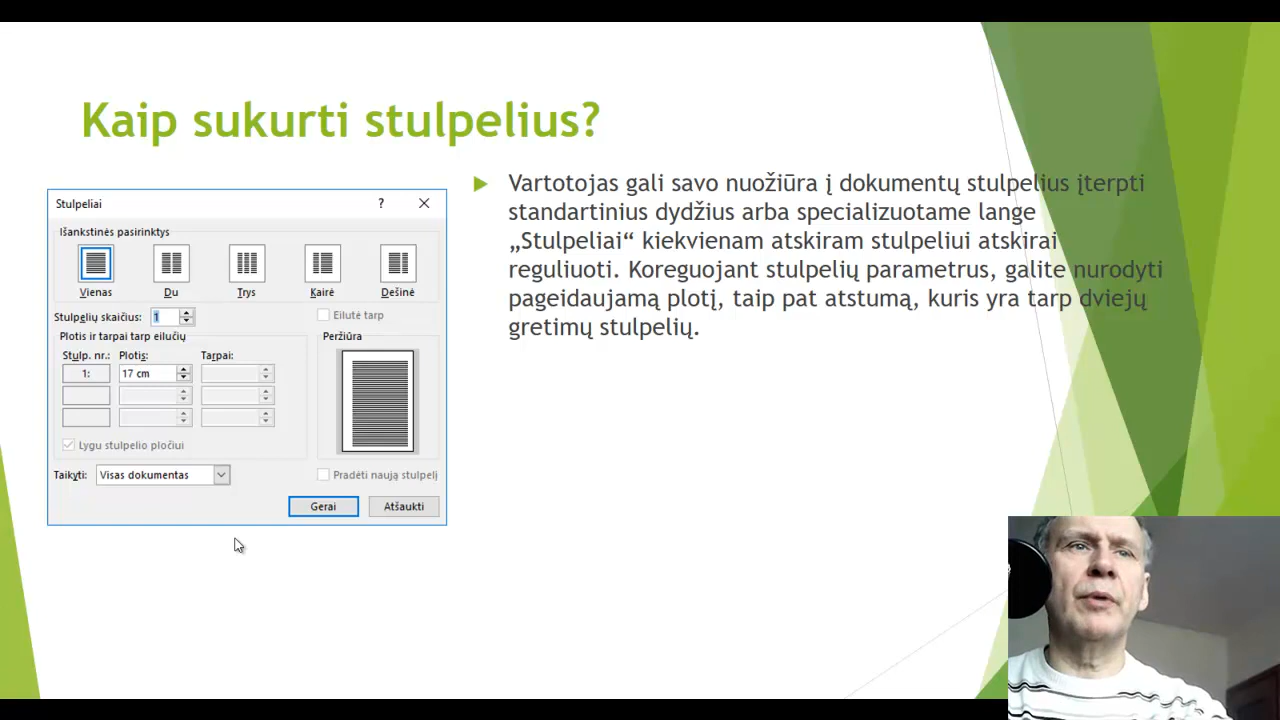 Kaip sukurti stulpelius?
Vartotojas gali savo nuožiūra į dokumentų stulpelius įterpti
standartinius dydžius arba specializuotame lange
„Stulpeliai“ kiekvienam atskiram stulpeliui atskirai
reguliuoti. Koreguojant stulpelių parametrus, galite nurodyti
pageidaujamą plotį, taip pat atstumą, kuris yra tarp dviejų
gretimų stulpelių.
Stulpeliai ?
Išankstinės pasirinktys
Vienas Du Trys Kairė Dešinė
Stulpelių skaičius: 1
Eilutė tarp
Plotis ir tarpai tarp eilučių
Peržiūra
Stulp. nr.: Plotis: Tarpai:
1: 17 cm
Lygu stulpelio pločiui
Taikyti: Visas dokumentas
Pradėti naują stulpelį
Gerai Atšaukti